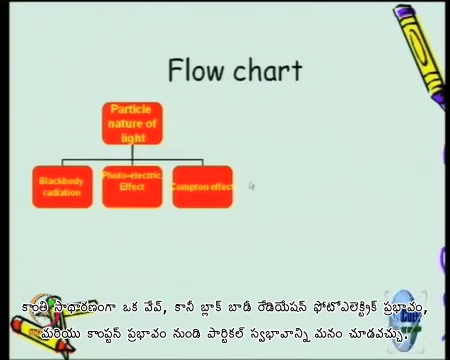 Flow chart
Particle
nature of
light
Blackbody
radiation
Photo-electric
Effect
Compton effect
కాంతి సాధారణంగా ఒక వేవ్, కానీ బ్లాక్ బాడీ రేడియేషన్ ఫోటోఎలెక్ట్రిక్ ప్రభావం,
మరియు కాంప్టన్ ప్రభావం నుండి పార్టికల్ స్వభావాన్ని మనం చూడవచ్చు.